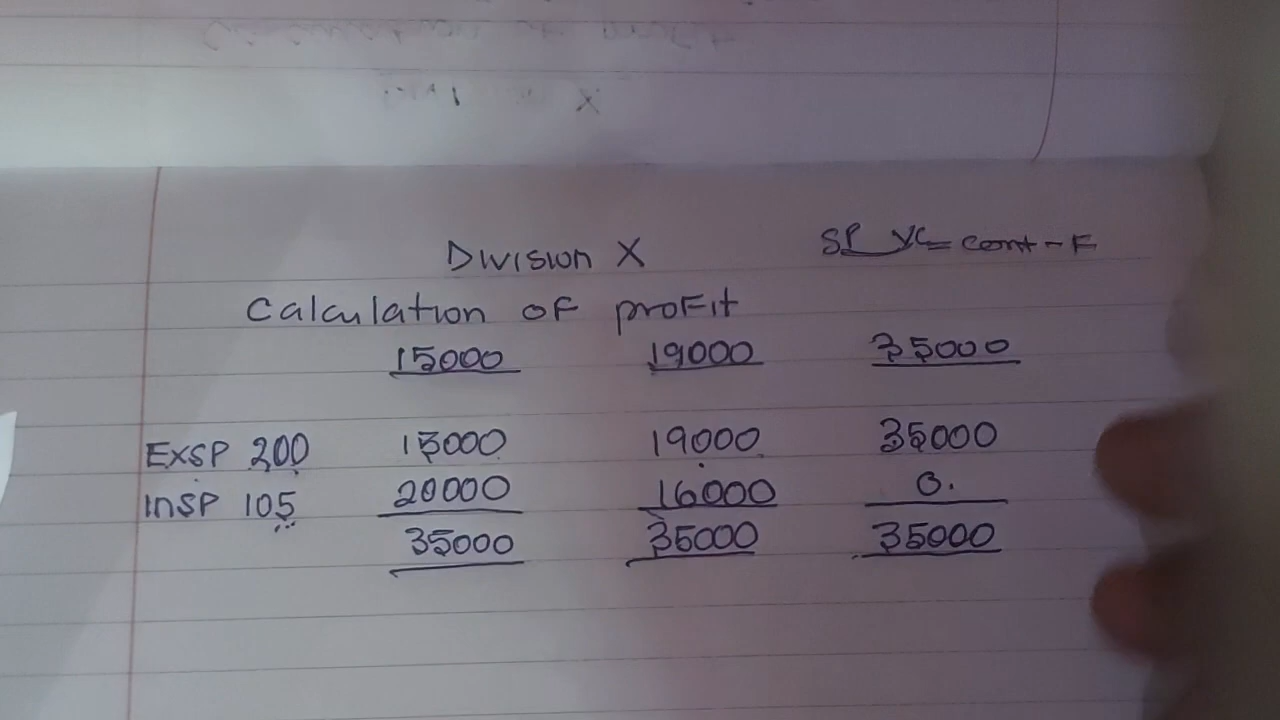 Division X
SP VC = cont - F
Calculation of profit
15000 19000 35000
EXSP 200 15000 19000 35000
INSP 105 20000 16000 0.
35000 35000 35000